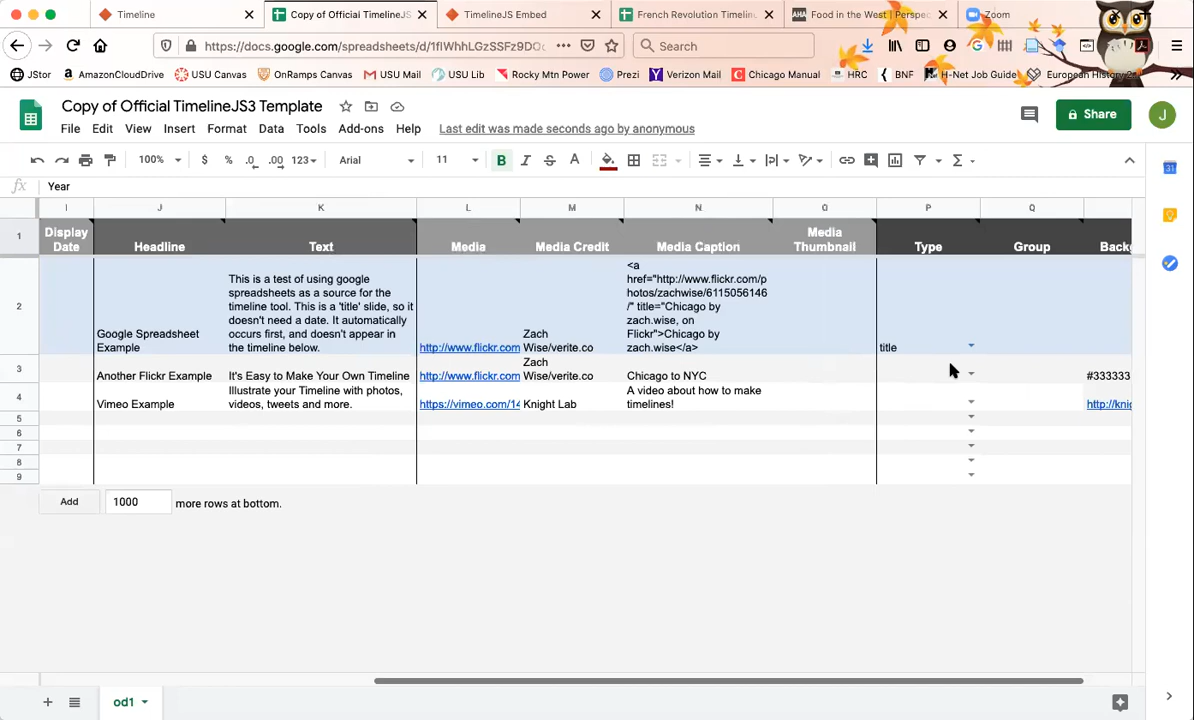 Timeline
Copy of Official TimelineJS
TimelineJS Embed
French Revolution Timelin
Food in the West | Perspec
Zoom
https://docs.google.com/spreadsheets/d/1flWhhLGzSSFz9DO
Search
JStor
AmazonCloudDrive
USU Canvas
OnRamps Canvas
USU Mail
USU Lib
Rocky Mtn Power
Prezi
Verizon Mail
Chicago Manual
HRC
BNF
H-Net Job Guide
European History
Copy of Official TimelineJS3 Template
File Edit View Insert Format Data Tools Add-ons Help Last edit was made seconds ago by anonymous
Share
J
100% $ % .0 .00 123 Arial 11 B I S A
fx Year
I J K L M N O P Q
1 Display Date Headline Text Media Media Credit Media Caption Media Thumbnail Type Group Backg
2
Google Spreadsheet
Example
This is a test of using google
spreadsheets as a source for the
timeline tool. This is a 'title' slide, so it
doesn't need a date. It automatically
occurs first, and doesn't appear in
the timeline below.
http://www.flickr.com
Zach
Wise/verite.co
<a
href="http://www.flickr.com/p
hotos/zachwise/6115056146
/" title="Chicago by
zach.wise, on
Flickr">Chicago by
zach.wise</a>
title
3
Another Flickr Example
It's Easy to Make Your Own Timeline
http://www.flickr.com
Zach
Wise/verite.co
Chicago to NYC
#333333
4
Vimeo Example
Illustrate your Timeline with photos,
videos, tweets and more.
https://vimeo.com/14
Knight Lab
A video about how to make
timelines!
http://knig
5
6
7
8
9
Add 1000 more rows at bottom.
od1